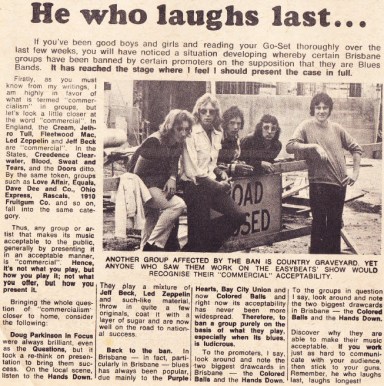 He who laughs last...
If you've been good boys and girls and reading your Go-Set thoroughly over the
last few weeks, you will have noticed a situation developing whereby certain Brisbane
groups have been banned by certain promoters on the supposition that they are Blues
Bands. It has reached the stage where I feel I should present the case in full.
Firstly, as you must
know from my writings, I
am highly in favor of
what is termed "commer-
cialism" in groups, but
let's look a little closer at
the word "commercial". In
England, the Cream, Jeth-
ro Tull, Fleetwood Mac,
Led Zeppelin and Jeff Beck
are "commercial". In the
States, Creedence Clear-
water, Blood, Sweat and
Tears, and the Doors ditto.
By the same token, groups
such as Love Affair, Equals,
Dave Dee and Co., Ohio
Express, Rascals, 1910
Fruitgum Co. and so on,
fall into the same cate-
gory.
Thus, any group or ar-
tist that makes its music
acceptable to the public,
generally by presenting it
in an acceptable manner,
is "commercial". Hence,
it's not what you play, but
how you play it; not what
you offer, but how you
present it.
Bringing the whole ques-
tion of "commercialism"
closer to home, consider
the following:
Doug Parkinson in Focus
were always brilliant, even
as the Questions, but it
took a re-think on presen-
tation to bring them suc-
cess. On the local scene,
listen to the Hands Down.
ROAD
CLOSED
ANOTHER GROUP AFFECTED BY THE BAN IS COUNTRY GRAVEYARD. YET
ANYONE WHO SAW THEM WORK ON THE EASYBEATS' SHOW WOULD
RECOGNISE THEIR "COMMERCIAL" ACCEPTABILITY.
They play a mixture of
Jeff Beck, Led Zeppelin
and such-like material,
throw in quite a few
originals, coat it with a
layer of sugar and are now
well on the road to nation-
al success.
Back to the ban. In
Brisbane — in fact, parti-
cularly in Brisbane — blues
has always been popular,
due mainly to the Purple
Hearts, Bay City Union and
now Colored Balls and
right now its acceptability
has never been more
widespread. Therefore, to
ban a group purely on the
basis of what they play,
especially when its blues,
is ludicrous.
To the promoters, I say,
look around and note the
two biggest drawcards in
Brisbane — the Colored
Balls and the Hands Down.
To the groups in question
I say, look around and note
the two biggest drawcards
in Brisbane — the Colored
Balls and the Hands Down.
Discover why they are
able to make their music
acceptable. If you work
just as hard to commun-
icate with your audiences,
the spoils will be yours.
Remember, he who laughs
last, laughs longest!